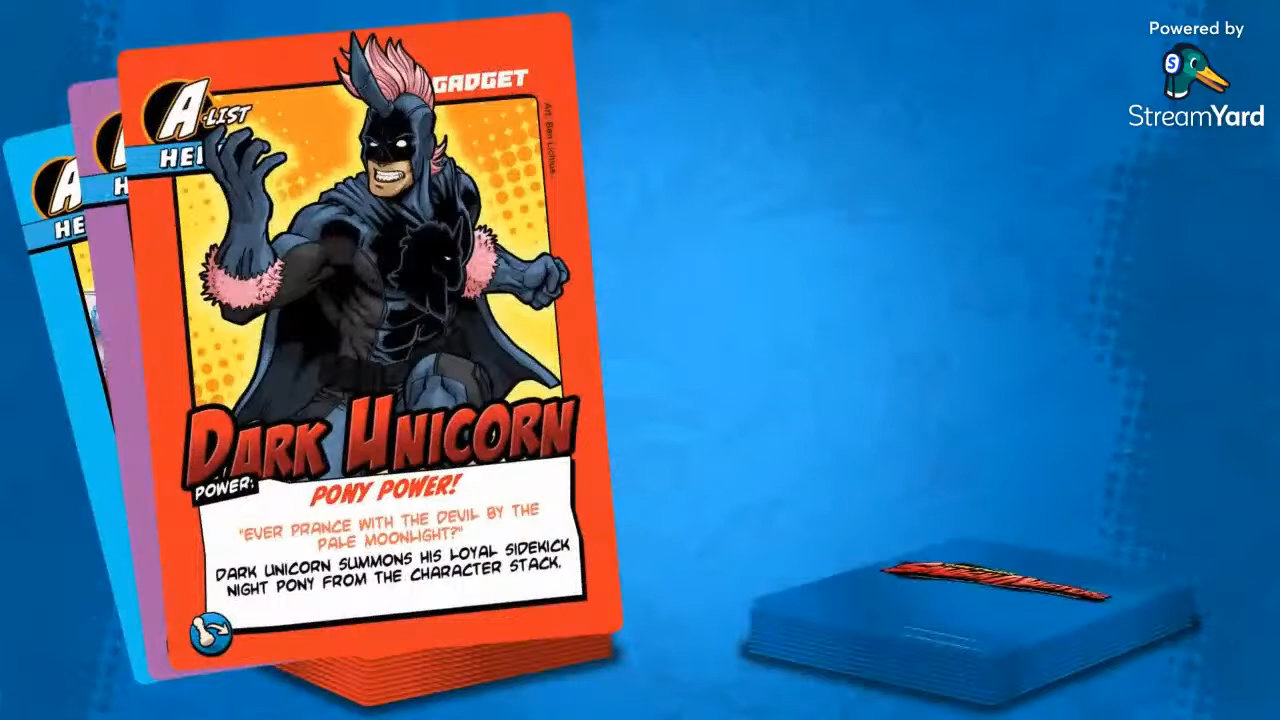 Powered by
S
StreamYard
A-LIST
GADGET
HE
A
H
A
HE
Art: Ben Lichius
DARK UNICORN
POWER:
PONY POWER!
"EVER PRANCE WITH THE DEVIL BY THE
PALE MOONLIGHT?"
DARK UNICORN SUMMONS HIS LOYAL SIDEKICK
NIGHT PONY FROM THE CHARACTER STACK.